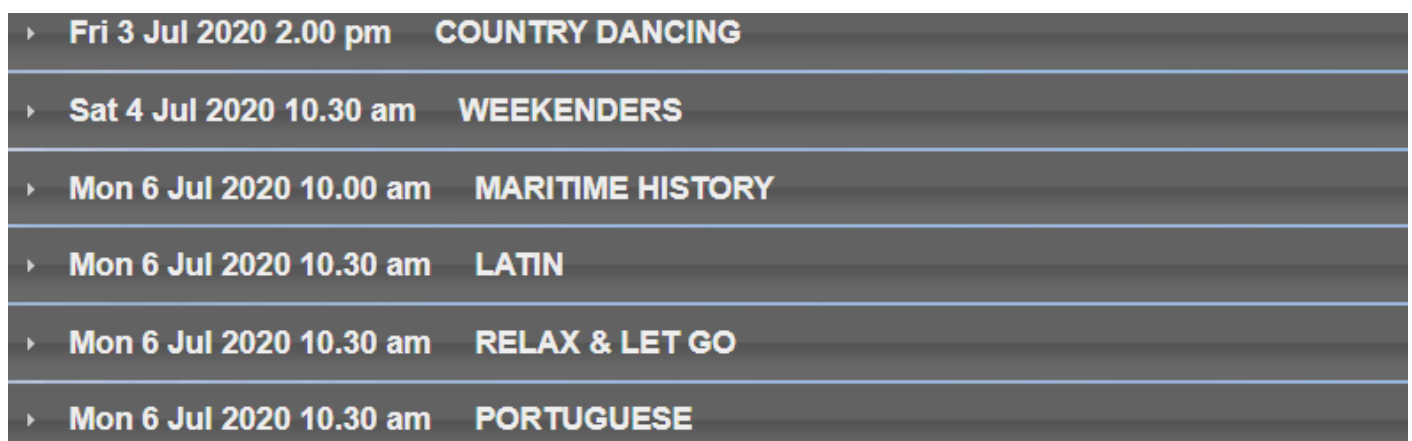 Fri 3 Jul 2020 2.00 pm COUNTRY DANCING
Sat 4 Jul 2020 10.30 am WEEKENDERS
Mon 6 Jul 2020 10.00 am MARITIME HISTORY
Mon 6 Jul 2020 10.30 am LATIN
Mon 6 Jul 2020 10.30 am RELAX & LET GO
Mon 6 Jul 2020 10.30 am PORTUGUESE